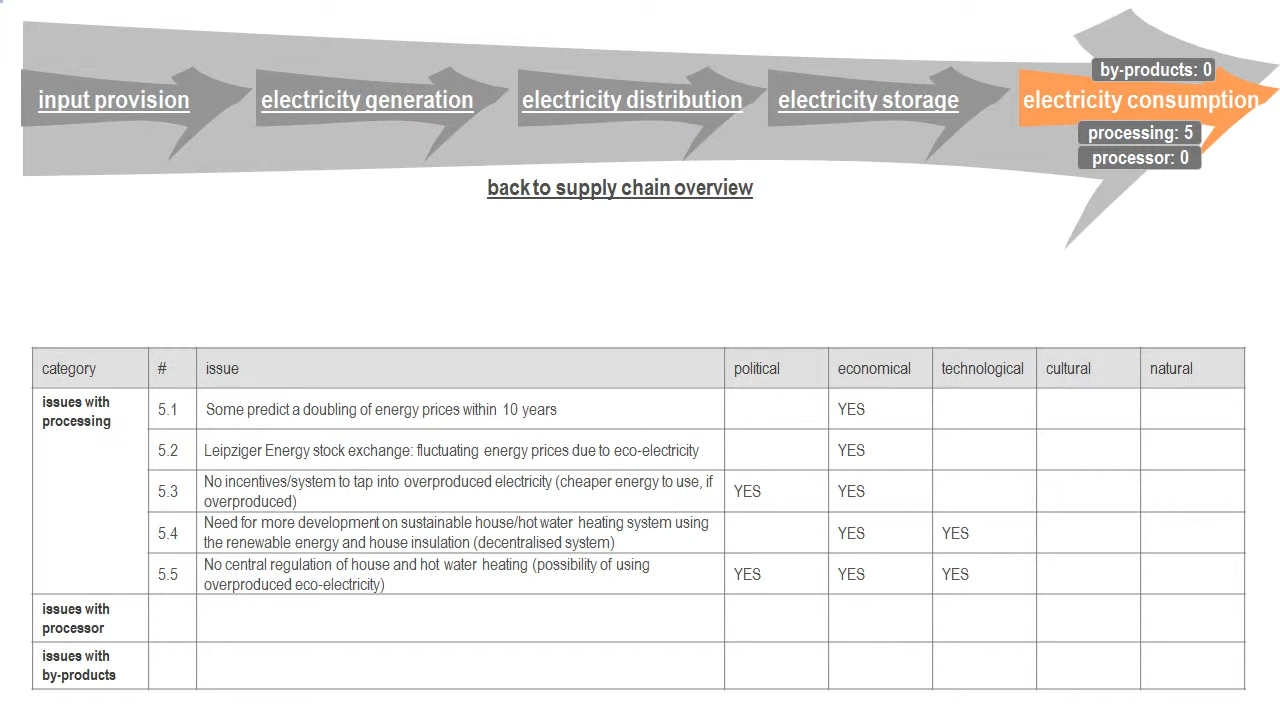 by-products: 0
input provision
electricity generation
electricity distribution
electricity storage
electricity consumption
processing: 5
processor: 0
back to supply chain overview
category # issue political economical technological cultural natural
issues with
processing
5.1 Some predict a doubling of energy prices within 10 years YES
5.2 Leipziger Energy stock exchange: fluctuating energy prices due to eco-electricity YES
5.3 No incentives/system to tap into overproduced electricity (cheaper energy to use, if
overproduced) YES YES
5.4 Need for more development on sustainable house/hot water heating system using
the renewable energy and house insulation (decentralised system) YES YES
5.5 No central regulation of house and hot water heating (possibility of using
overproduced eco-electricity) YES YES YES
issues with
processor
issues with
by-products